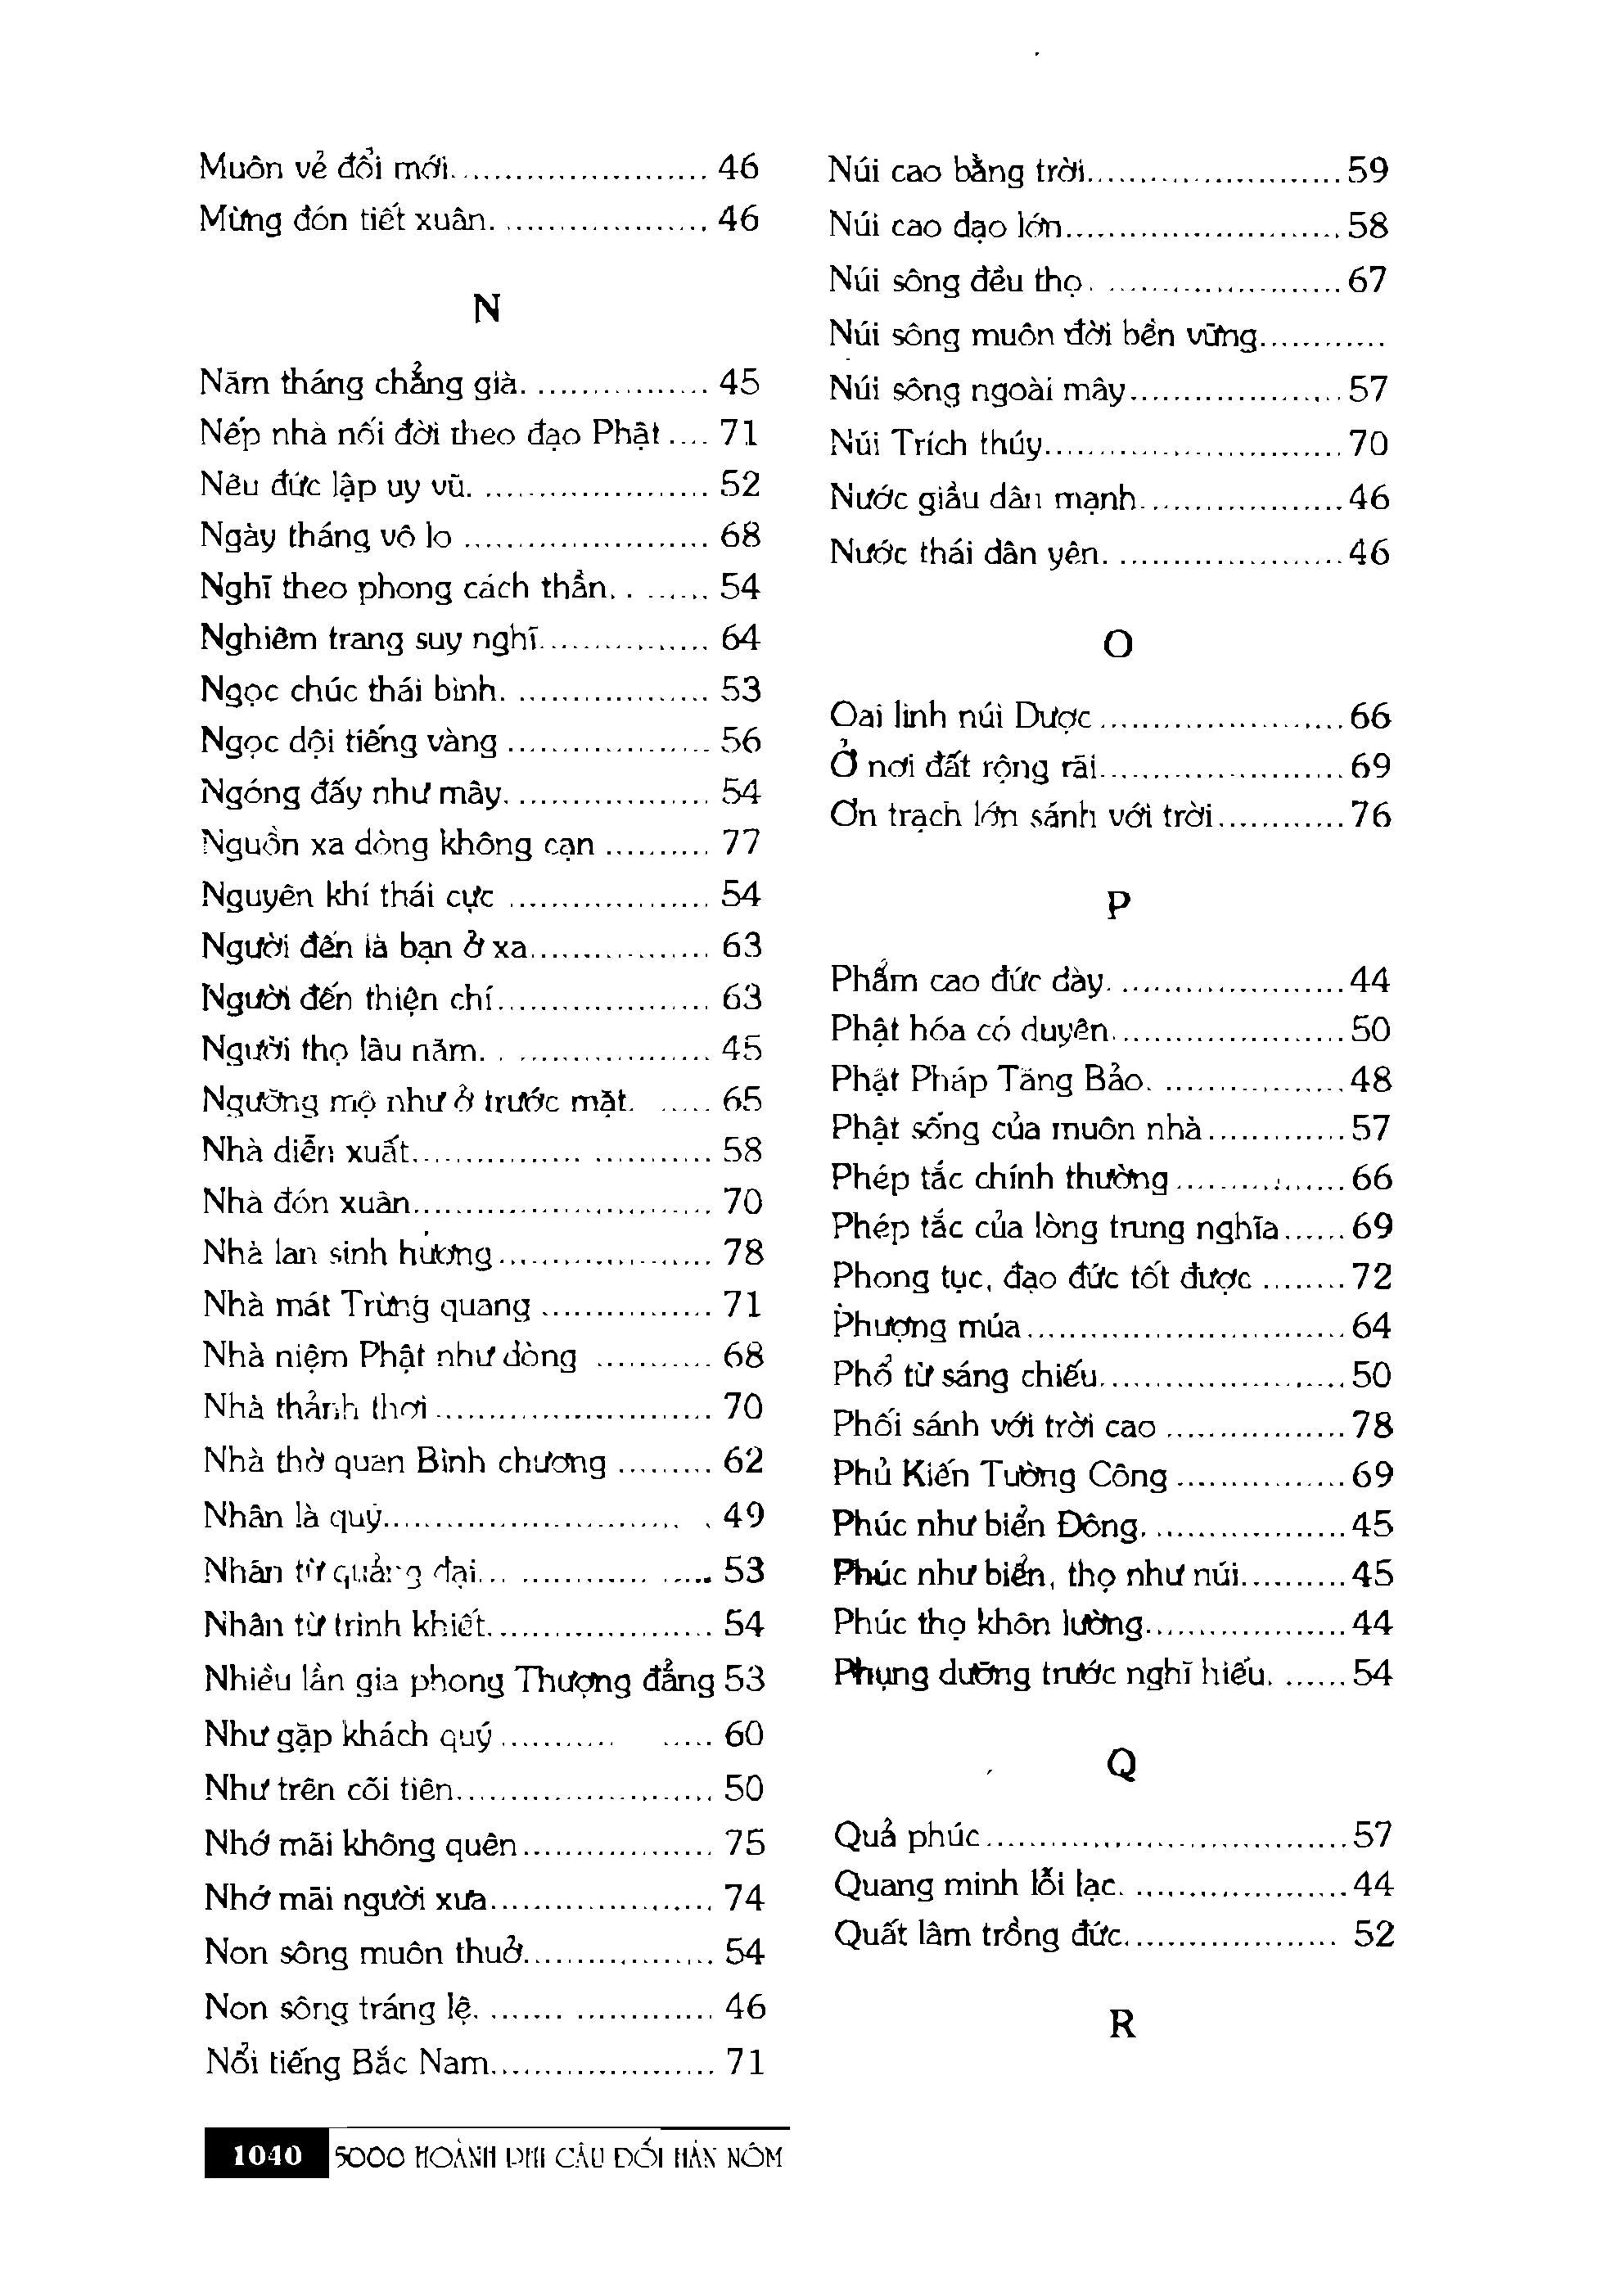 Muôn vẻ đổi mới........................ 46
Mừng đón tiết xuân. ................... 46
N
Năm tháng chẳng già. ................ 45
Nếp nhà nối đời theo đạo Phật .... 71
Nêu đức lập uy vũ. ..................... 52
Ngày tháng vô lo ....................... 68
Nghĩ theo phong cách thần. . ....... 54
Nghiêm trang suy nghĩ................ 64
Ngọc chúc thái bình. .................. 53
Ngọc dội tiếng vàng ................... 56
Ngóng đấy như mây. .................. 54
Nguồn xa dòng không cạn .......... 77
Nguyên khí thái cực ................... 54
Người đến là bạn ở xa................. 63
Người đến thiện chí.................... 63
Người thọ lâu năm. . .................. 45
Ngưỡng mộ như ở trước mặt. ...... 65
Nhà diễn xuất............................ 58
Nhà đón xuân............................ 70
Nhà lan sinh hương.................... 78
Nhà mát Trừng quang ................ 71
Nhà niệm Phật như dòng ........... 68
Nhà thảnh thơi .......................... 70
Nhà thờ quan Bình chương ......... 62
Nhân là quý............................ . 49
Nhân từ quảng đại... ................. 53
Nhân từ trinh khiết..................... 54
Nhiều lần gia phong Thượng đẳng 53
Như gặp khách quý ........... ..... 60
Như trên cõi tiên........................ 50
Nhớ mãi không quên.................. 75
Nhớ mãi người xưa..................... 74
Non sông muôn thuở.................. 54
Non sông tráng lệ. ....... ............. 46
Nổi tiếng Bắc Nam..................... 71
Núi cao bằng trời........................59
Núi cao đạo lớn..........................58
Núi sông đều thọ. ......................67
Núi sông muôn đời bền vững............
Núi sông ngoài mây....................57
Núi Trích thúy............................70
Nước giầu dân mạnh...................46
Nước thái dân yên. .....................46
O
Oai linh núi Dược .......................66
Ở nơi đất rộng rãi.......................69
Ơn trạch lớn sánh với trời............76
P
Phẩm cao đức dày. .....................44
Phật hóa có duyên......................50
Phật Pháp Tăng Bảo. .................48
Phật sống của muôn nhà.............57
Phép tắc chính thường................66
Phép tắc của lòng trung nghĩa......69
Phong tục, đạo đức tốt được ........72
Phượng múa..............................64
Phổ từ sáng chiếu.......................50
Phối sánh với trời cao .................78
Phủ Kiến Tường Công ................69
Phúc như biển Đông. ..................45
Phúc như biển, thọ như núi..........45
Phúc thọ khôn lường...................44
Phụng dưỡng trước nghĩ hiếu. ......54
Q
Quả phúc..................................57
Quang minh lỗi lạc. ....................44
Quất lâm trồng đức.................... 52
R
1040 5000 HOÀNH PHI CÂU ĐỐI HÁN NÔM